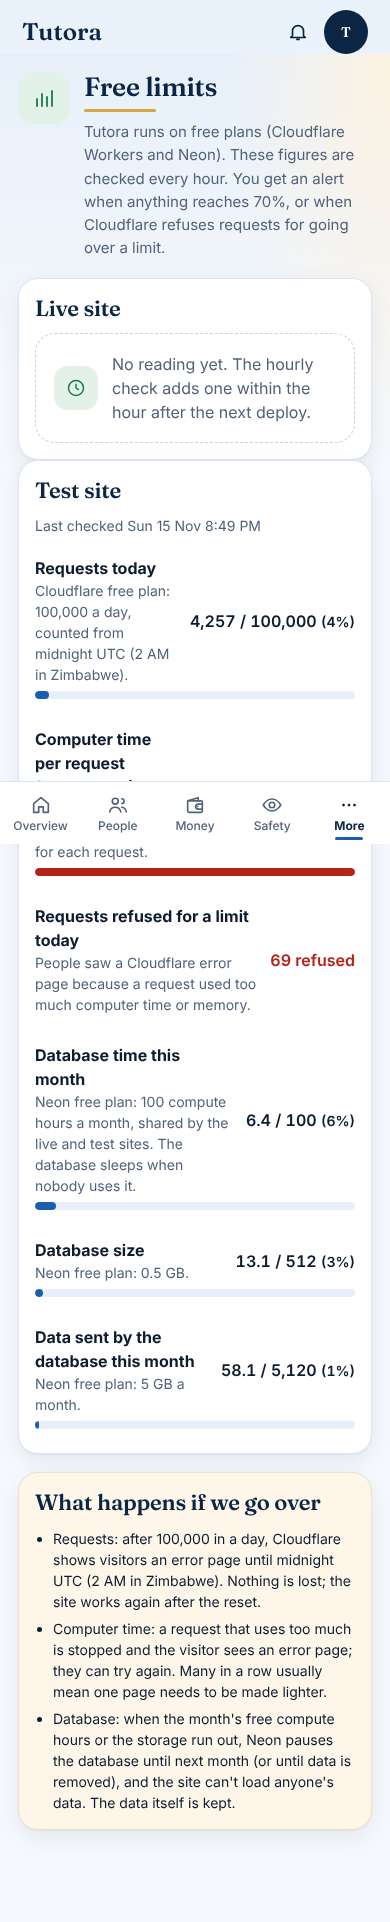 Tutora
T
Free limits
Tutora runs on free plans (Cloudflare
Workers and Neon). These figures are
checked every hour. You get an alert
when anything reaches 70%, or when
Cloudflare refuses requests for going
over a limit.
Live site
No reading yet. The hourly
check adds one within the
hour after the next deploy.
Test site
Last checked Sun 15 Nov 8:49 PM
Requests today
Cloudflare free plan:
100,000 a day,
counted from
midnight UTC (2 AM
in Zimbabwe).
4,257 / 100,000 (4%)
Computer time
per request
Overview
People
Money
Safety
More
for each request.
Requests refused for a limit
today
People saw a Cloudflare error
page because a request used too
much computer time or memory.
69 refused
Database time this
month
Neon free plan: 100 compute
hours a month, shared by the
live and test sites. The
database sleeps when
nobody uses it.
6.4 / 100 (6%)
Database size
Neon free plan: 0.5 GB.
13.1 / 512 (3%)
Data sent by the
database this month
Neon free plan: 5 GB a
month.
58.1 / 5,120 (1%)
What happens if we go over
• Requests: after 100,000 in a day, Cloudflare
shows visitors an error page until midnight
UTC (2 AM in Zimbabwe). Nothing is lost; the
site works again after the reset.
• Computer time: a request that uses too much
is stopped and the visitor sees an error page;
they can try again. Many in a row usually
mean one page needs to be made lighter.
• Database: when the month's free compute
hours or the storage run out, Neon pauses
the database until next month (or until data is
removed), and the site can't load anyone's
data. The data itself is kept.